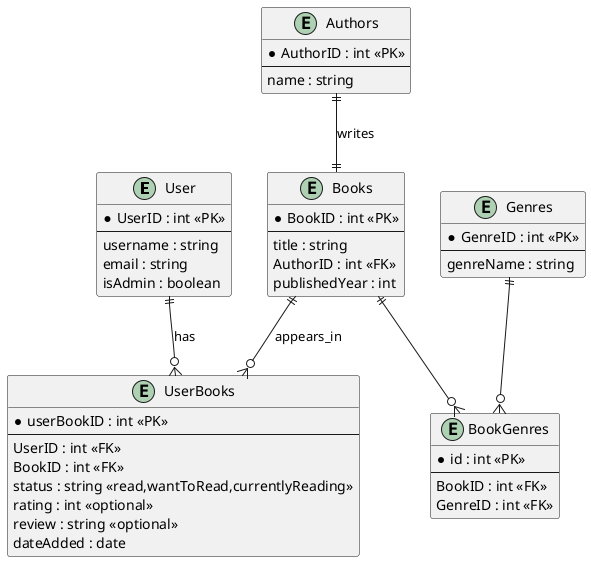 E Authors
* AuthorID : int «PK»
name : string
writes
E User
* UserID : int «PK»
username : string
email : string
isAdmin : boolean
E Books
* BookID : int «PK»
title : string
AuthorID : int «FK»
publishedYear : int
E Genres
* GenreID : int «PK»
genreName : string
has
appears_in
E UserBooks
* userBookID : int «PK»
UserID : int «FK»
BookID : int «FK»
status : string «read,wantToRead,currentlyReading»
rating : int «optional»
review : string «optional»
dateAdded : date
E BookGenres
* id : int «PK»
BookID : int «FK»
GenreID : int «FK»